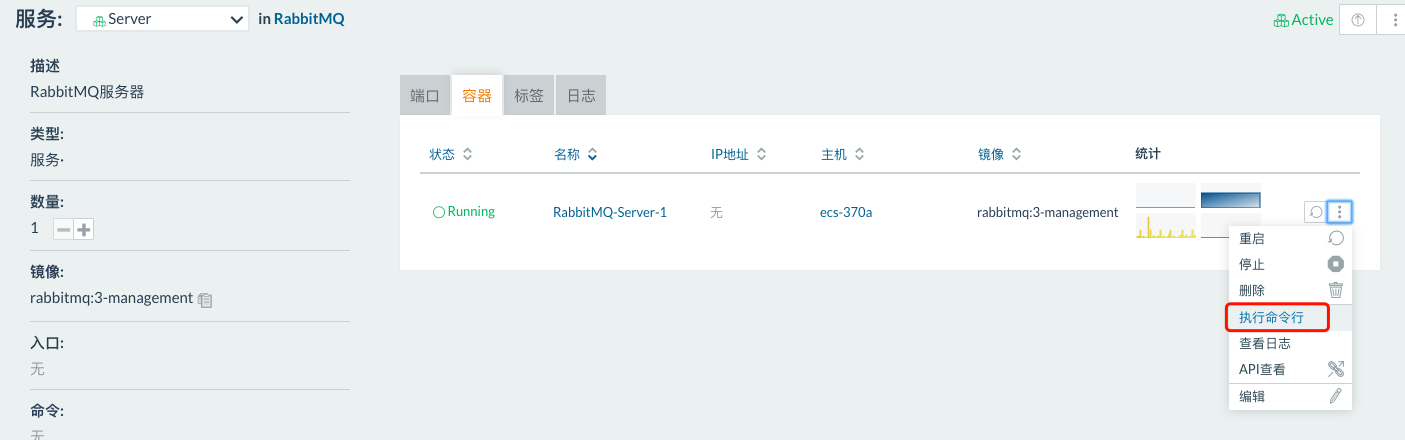 服务: Server in RabbitMQ
Active
描述
RabbitMQ服务器
类型:
服务·
数量:
1
镜像:
rabbitmq:3-management
入口:
无
命令:
无
端口 容器 标签 日志
状态 名称 IP地址 主机 镜像 统计
Running RabbitMQ-Server-1 无 ecs-370a rabbitmq:3-management
重启
停止
删除
执行命令行
查看日志
API查看
编辑